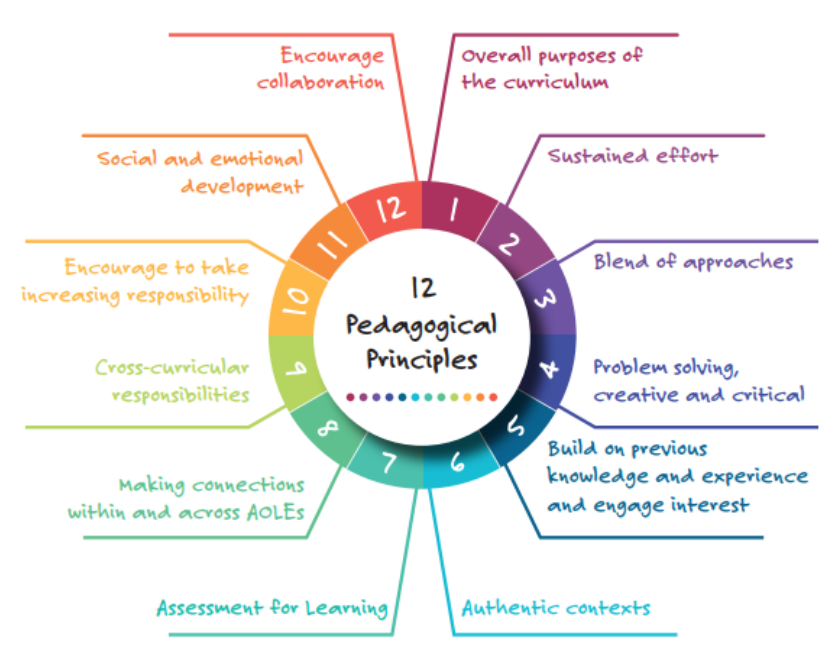 12
Pedagogical
Principles
1
Overall purposes of
the curriculum
2
Sustained effort
3
Blend of approaches
4
Problem solving,
creative and critical
5
Build on previous
knowledge and experience
and engage interest
6
Authentic contexts
7
Assessment for Learning
8
Making connections
within and across AOLEs
9
Cross-curricular
responsibilities
10
Encourage to take
increasing responsibility
11
Social and emotional
development
12
Encourage
collaboration